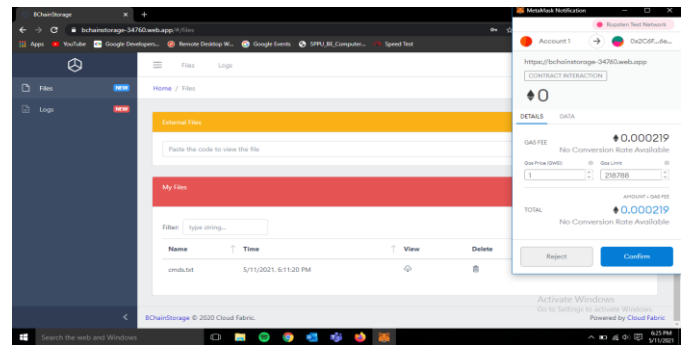 BChainStorage
MetaMask Notification
bchainstorage-34760.web.app/#/files
Apps YouTube Google Develop... Remote Desktop W... Google Events SPPU_BE_Computer... Speed Test
Files Logs
Home / Files
Files NEW
Logs NEW
External Files
Paste the code to view the file
My Files
Filter: type string...
Name Time View Delete
cmds.txt 5/11/2021, 6:11:20 PM
BChainStorage © 2020 Cloud Fabric.
Powered by Cloud Fabric
Ropsten Test Network
Account 1 0x2C6F...de...
https://bchainstorage-34760.web.app
CONTRACT INTERACTION
0
DETAILS DATA
GAS FEE 0.000219
No Conversion Rate Available
Gas Price (GWEI) Gas Limit
1 218788
AMOUNT + GAS FEE
TOTAL 0.000219
No Conversion Rate Available
Reject Confirm
Activate Windows
Go to Settings to activate Windows.
Search the web and Windows
6:25 PM
5/11/2021